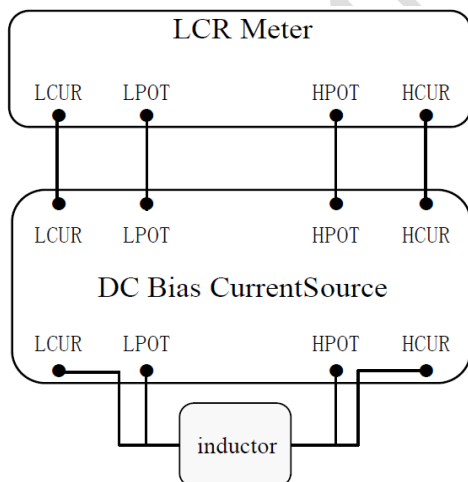 LCR Meter
LCUR LPOT HPOT HCUR
LCUR LPOT HPOT HCUR
DC Bias CurrentSource
LCUR LPOT HPOT HCUR
inductor